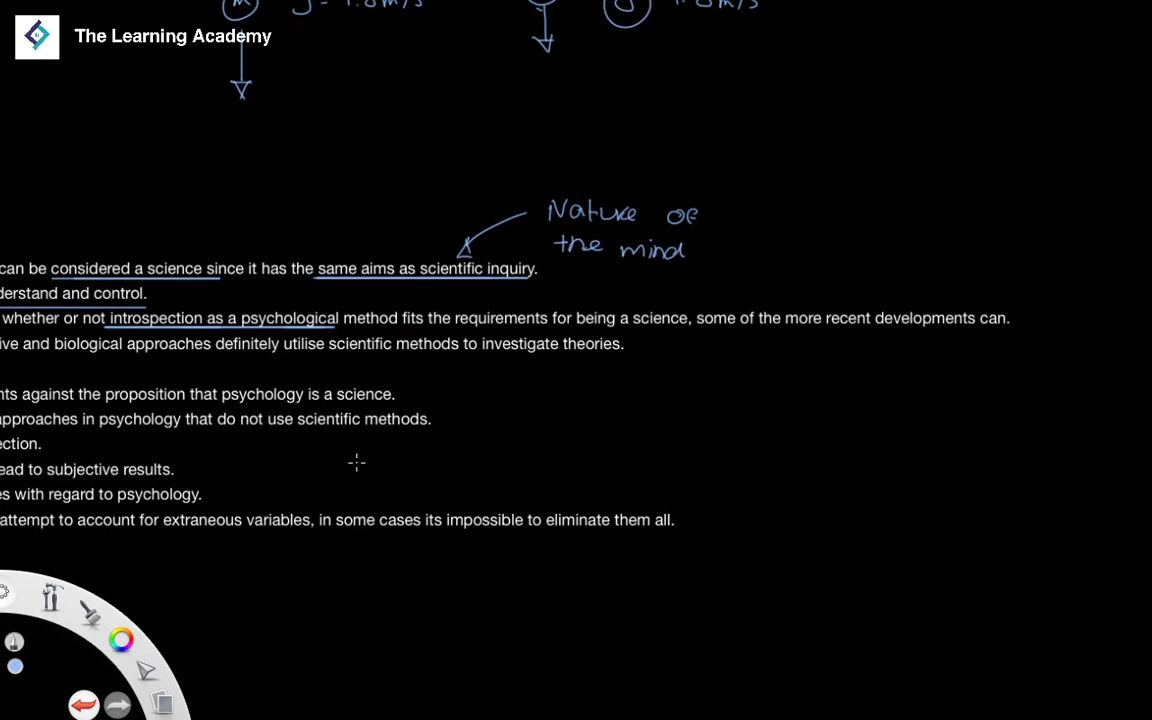 The Learning Academy
Nature of
the mind
can be considered a science since it has the same aims as scientific inquiry.
derstand and control.
whether or not introspection as a psychological method fits the requirements for being a science, some of the more recent developments can.
ive and biological approaches definitely utilise scientific methods to investigate theories.
nts against the proposition that psychology is a science.
approaches in psychology that do not use scientific methods.
ection.
ead to subjective results.
es with regard to psychology.
attempt to account for extraneous variables, in some cases its impossible to eliminate them all.